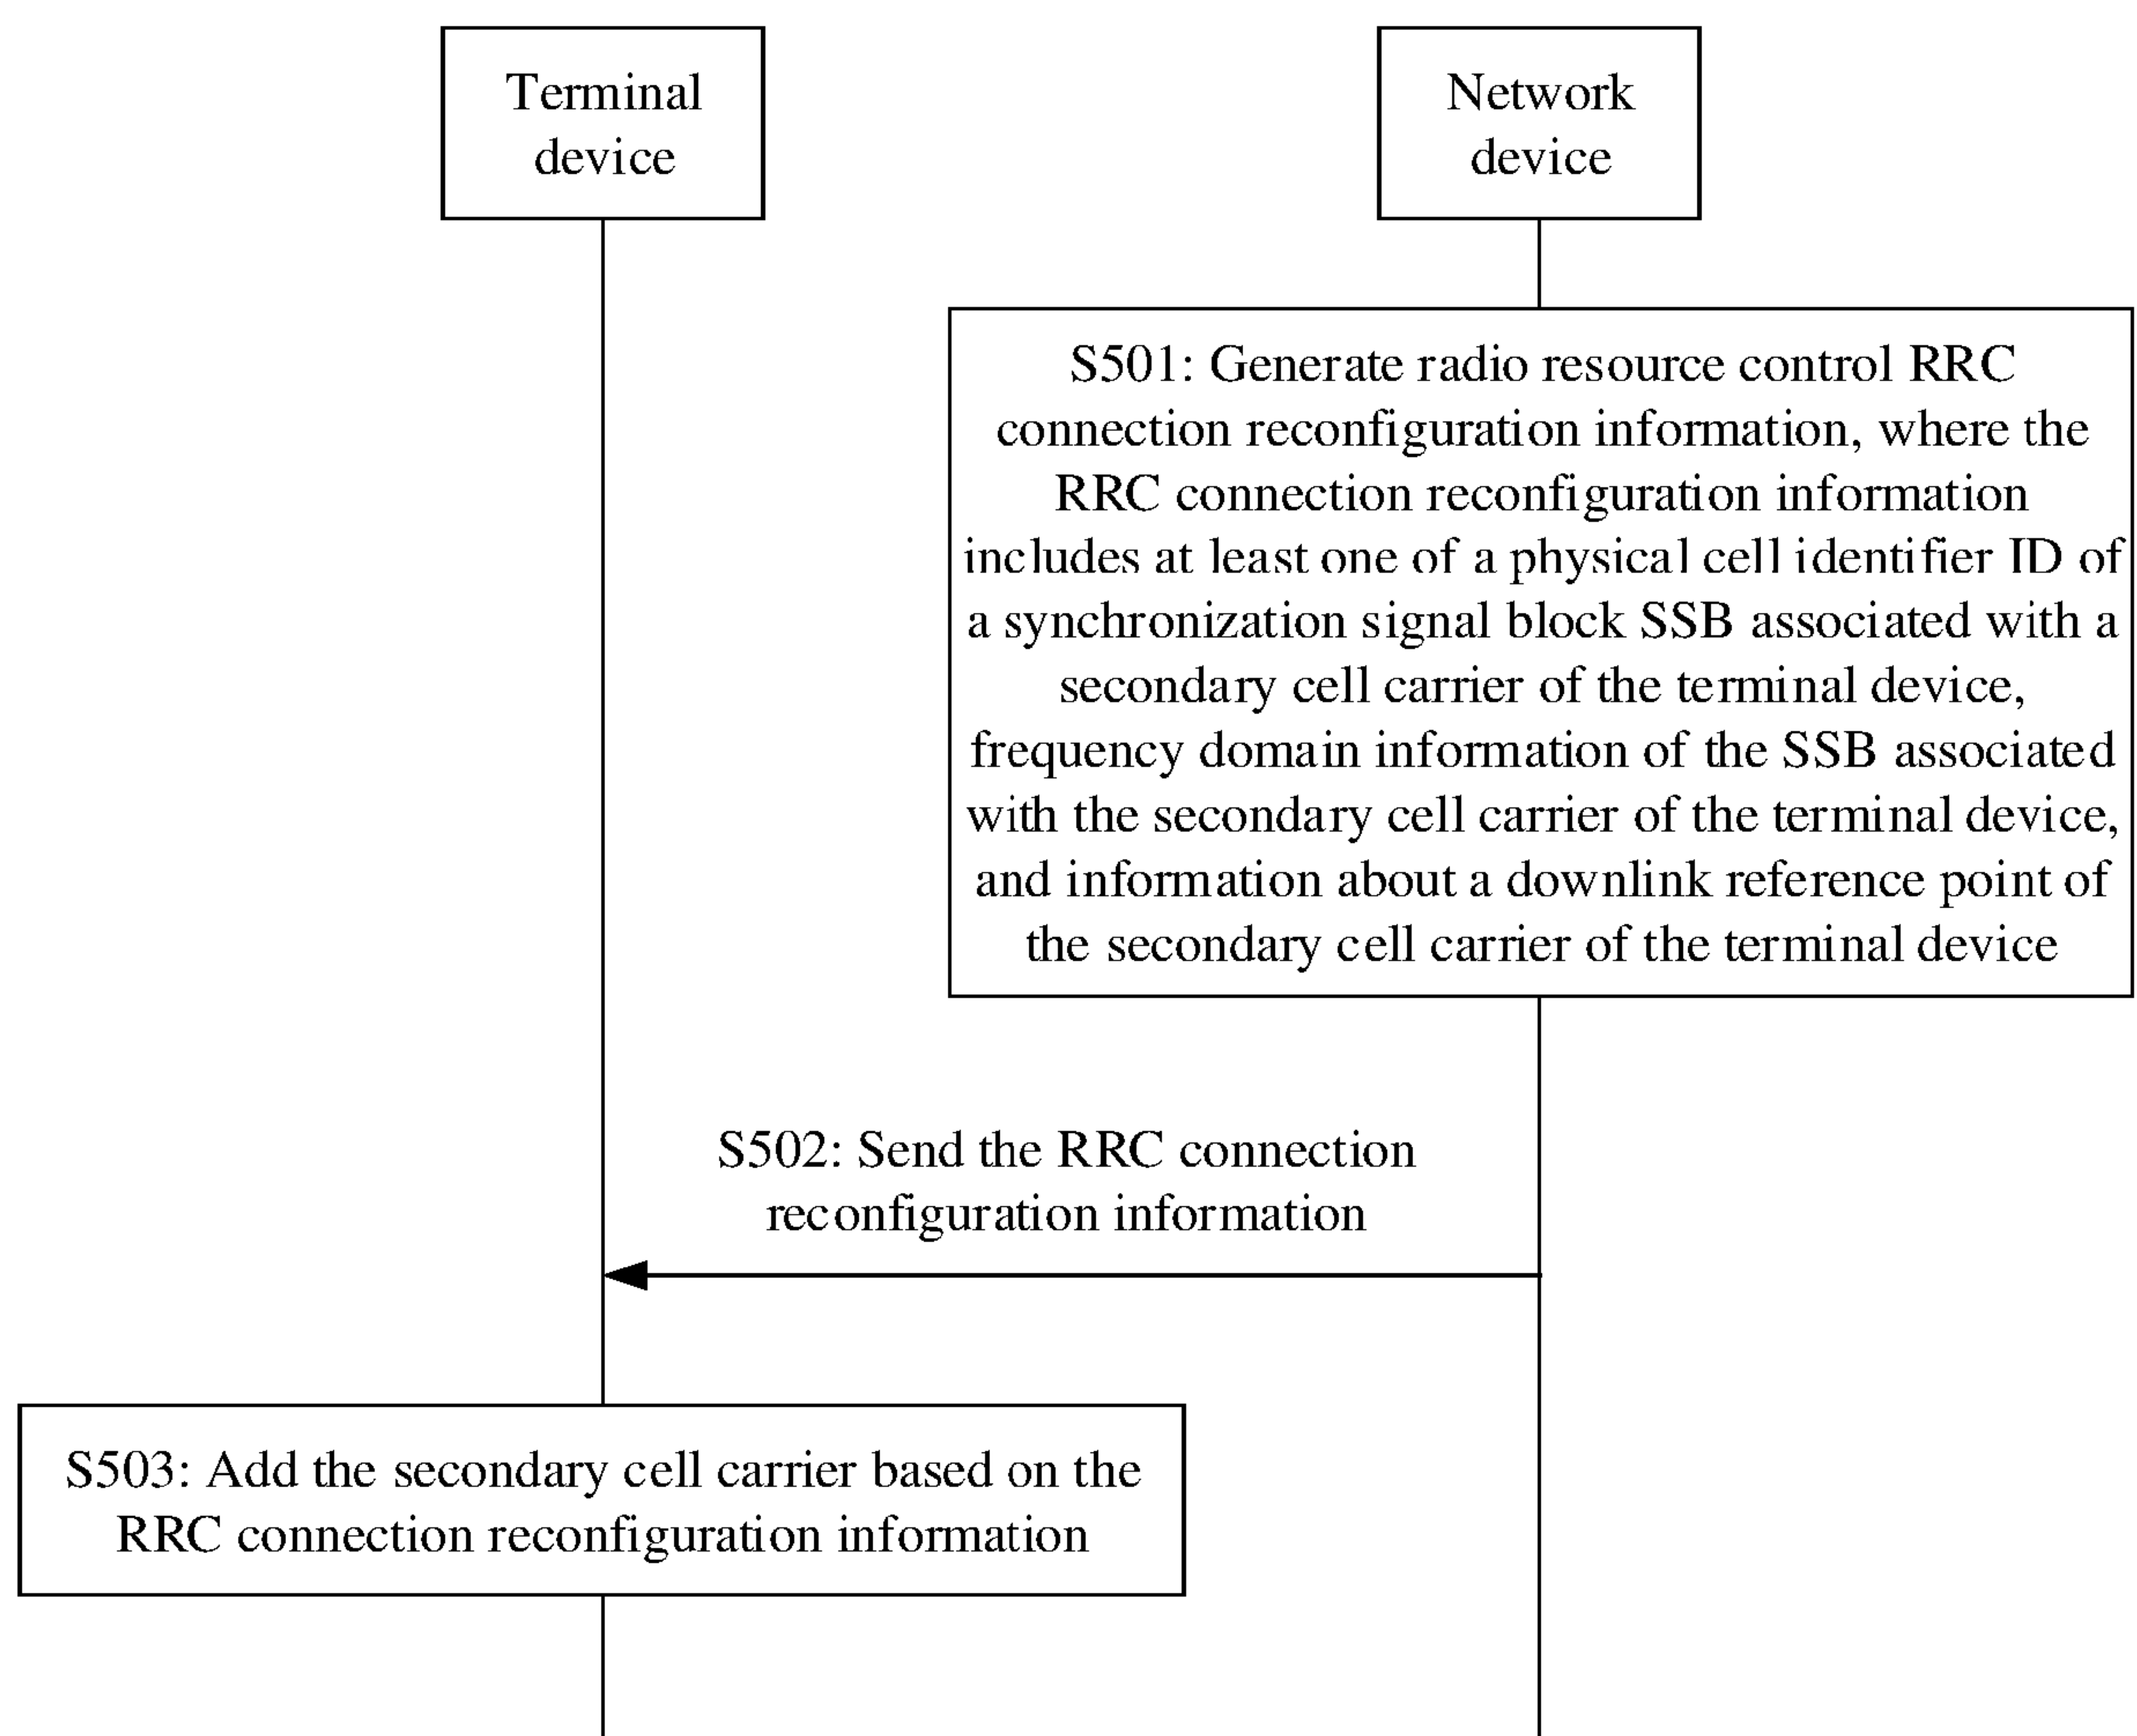 Terminal
device
Network
device
S501: Generate radio resource control RRC
connection reconfiguration information, where the
RRC connection reconfiguration information
includes at least one of a physical cell identifier ID of
a synchronization signal block SSB associated with a
secondary cell carrier of the terminal device,
frequency domain information of the SSB associated
with the secondary cell carrier of the terminal device,
and information about a downlink reference point of
the secondary cell carrier of the terminal device
S502: Send the RRC connection
reconfiguration information
S503: Add the secondary cell carrier based on the
RRC connection reconfiguration information